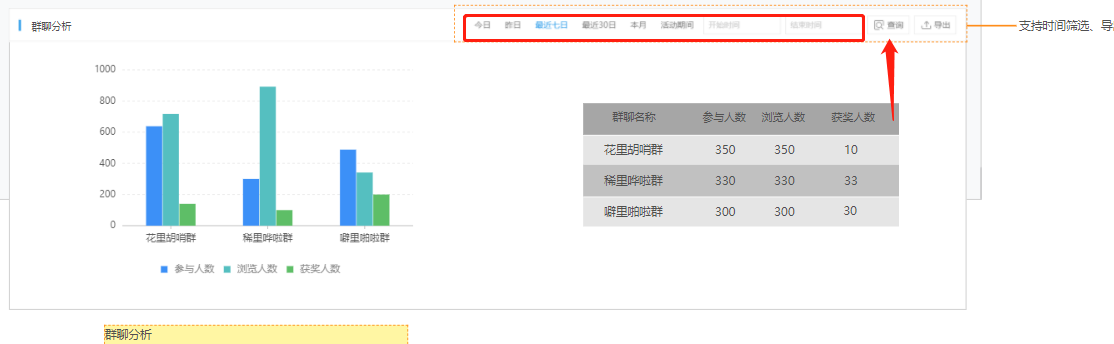 群聊分析
今日 昨日 最近七日 最近30日 本月 活动期间 开始时间 结束时间 查询 导出
支持时间筛选、导
1000
800
600
400
200
0
花里胡哨群 稀里哗啦群 噼里啪啦群
参与人数 浏览人数 获奖人数
群聊名称 参与人数 浏览人数 获奖人数
花里胡哨群 350 350 10
稀里哗啦群 330 330 33
噼里啪啦群 300 300 30
群聊分析